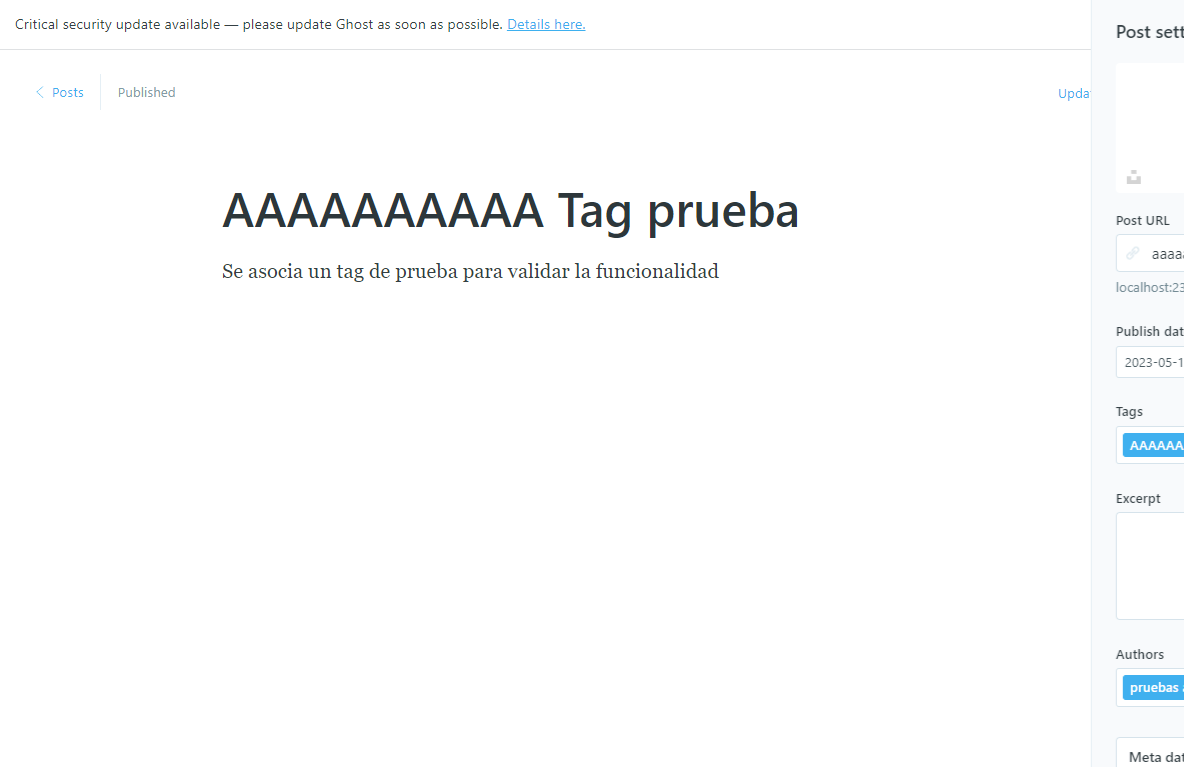 Critical security update available — please update Ghost as soon as possible. Details here.
Posts
Published
Upda
AAAAAAAAAA Tag prueba
Se asocia un tag de prueba para validar la funcionalidad
Post sett
Post URL
aaaaa
localhost:23
Publish dat
2023-05-1
Tags
AAAAAA
Excerpt
Authors
pruebas
Meta dat